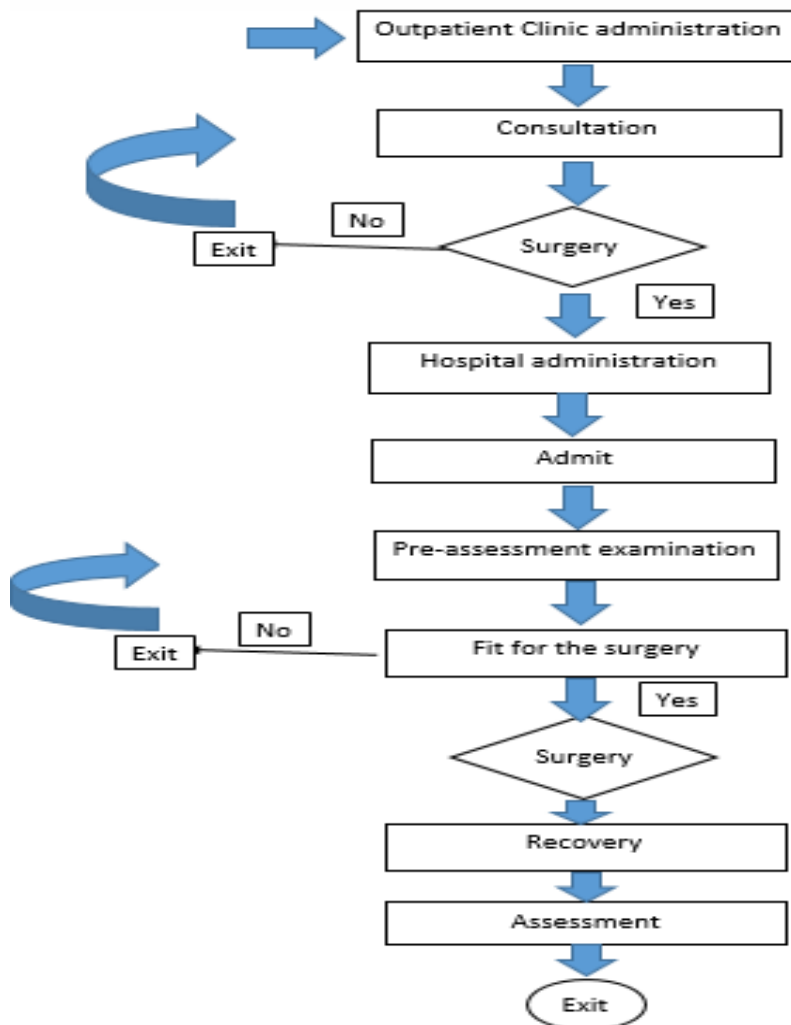 Outpatient Clinic administration
Consultation
No
Exit
Surgery
Yes
Hospital administration
Admit
Pre-assessment examination
No
Exit
Fit for the surgery
Yes
Surgery
Recovery
Assessment
Exit